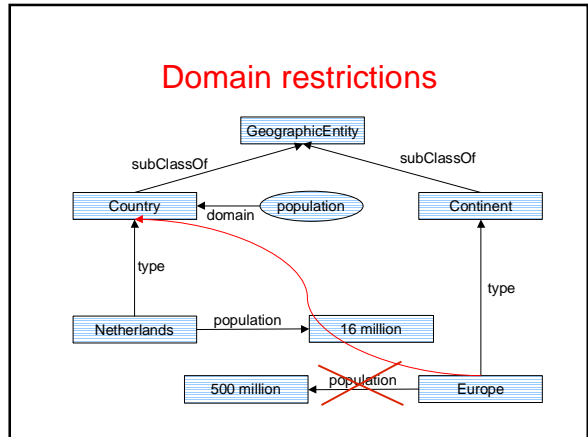 Domain restrictions
GeographicEntity
subClassOf
subClassOf
Country
domain
population
Continent
type
type
Netherlands
population
16 million
500 million
population
Europe